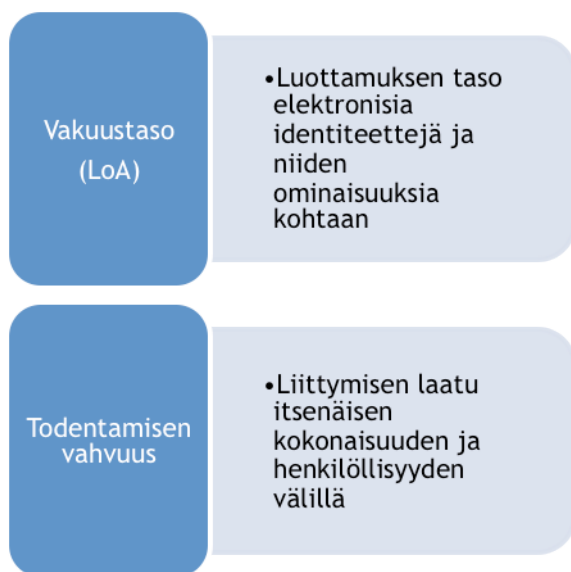 Vakuustaso
(LoA)
•Luottamuksen taso
elektronisia
identiteettejä ja
niiden
ominaisuuksia
kohtaan
Todentamisen
vahvuus
•Liittymisen laatu
itsenäisen
kokonaisuuden ja
henkilöllisyyden
välillä